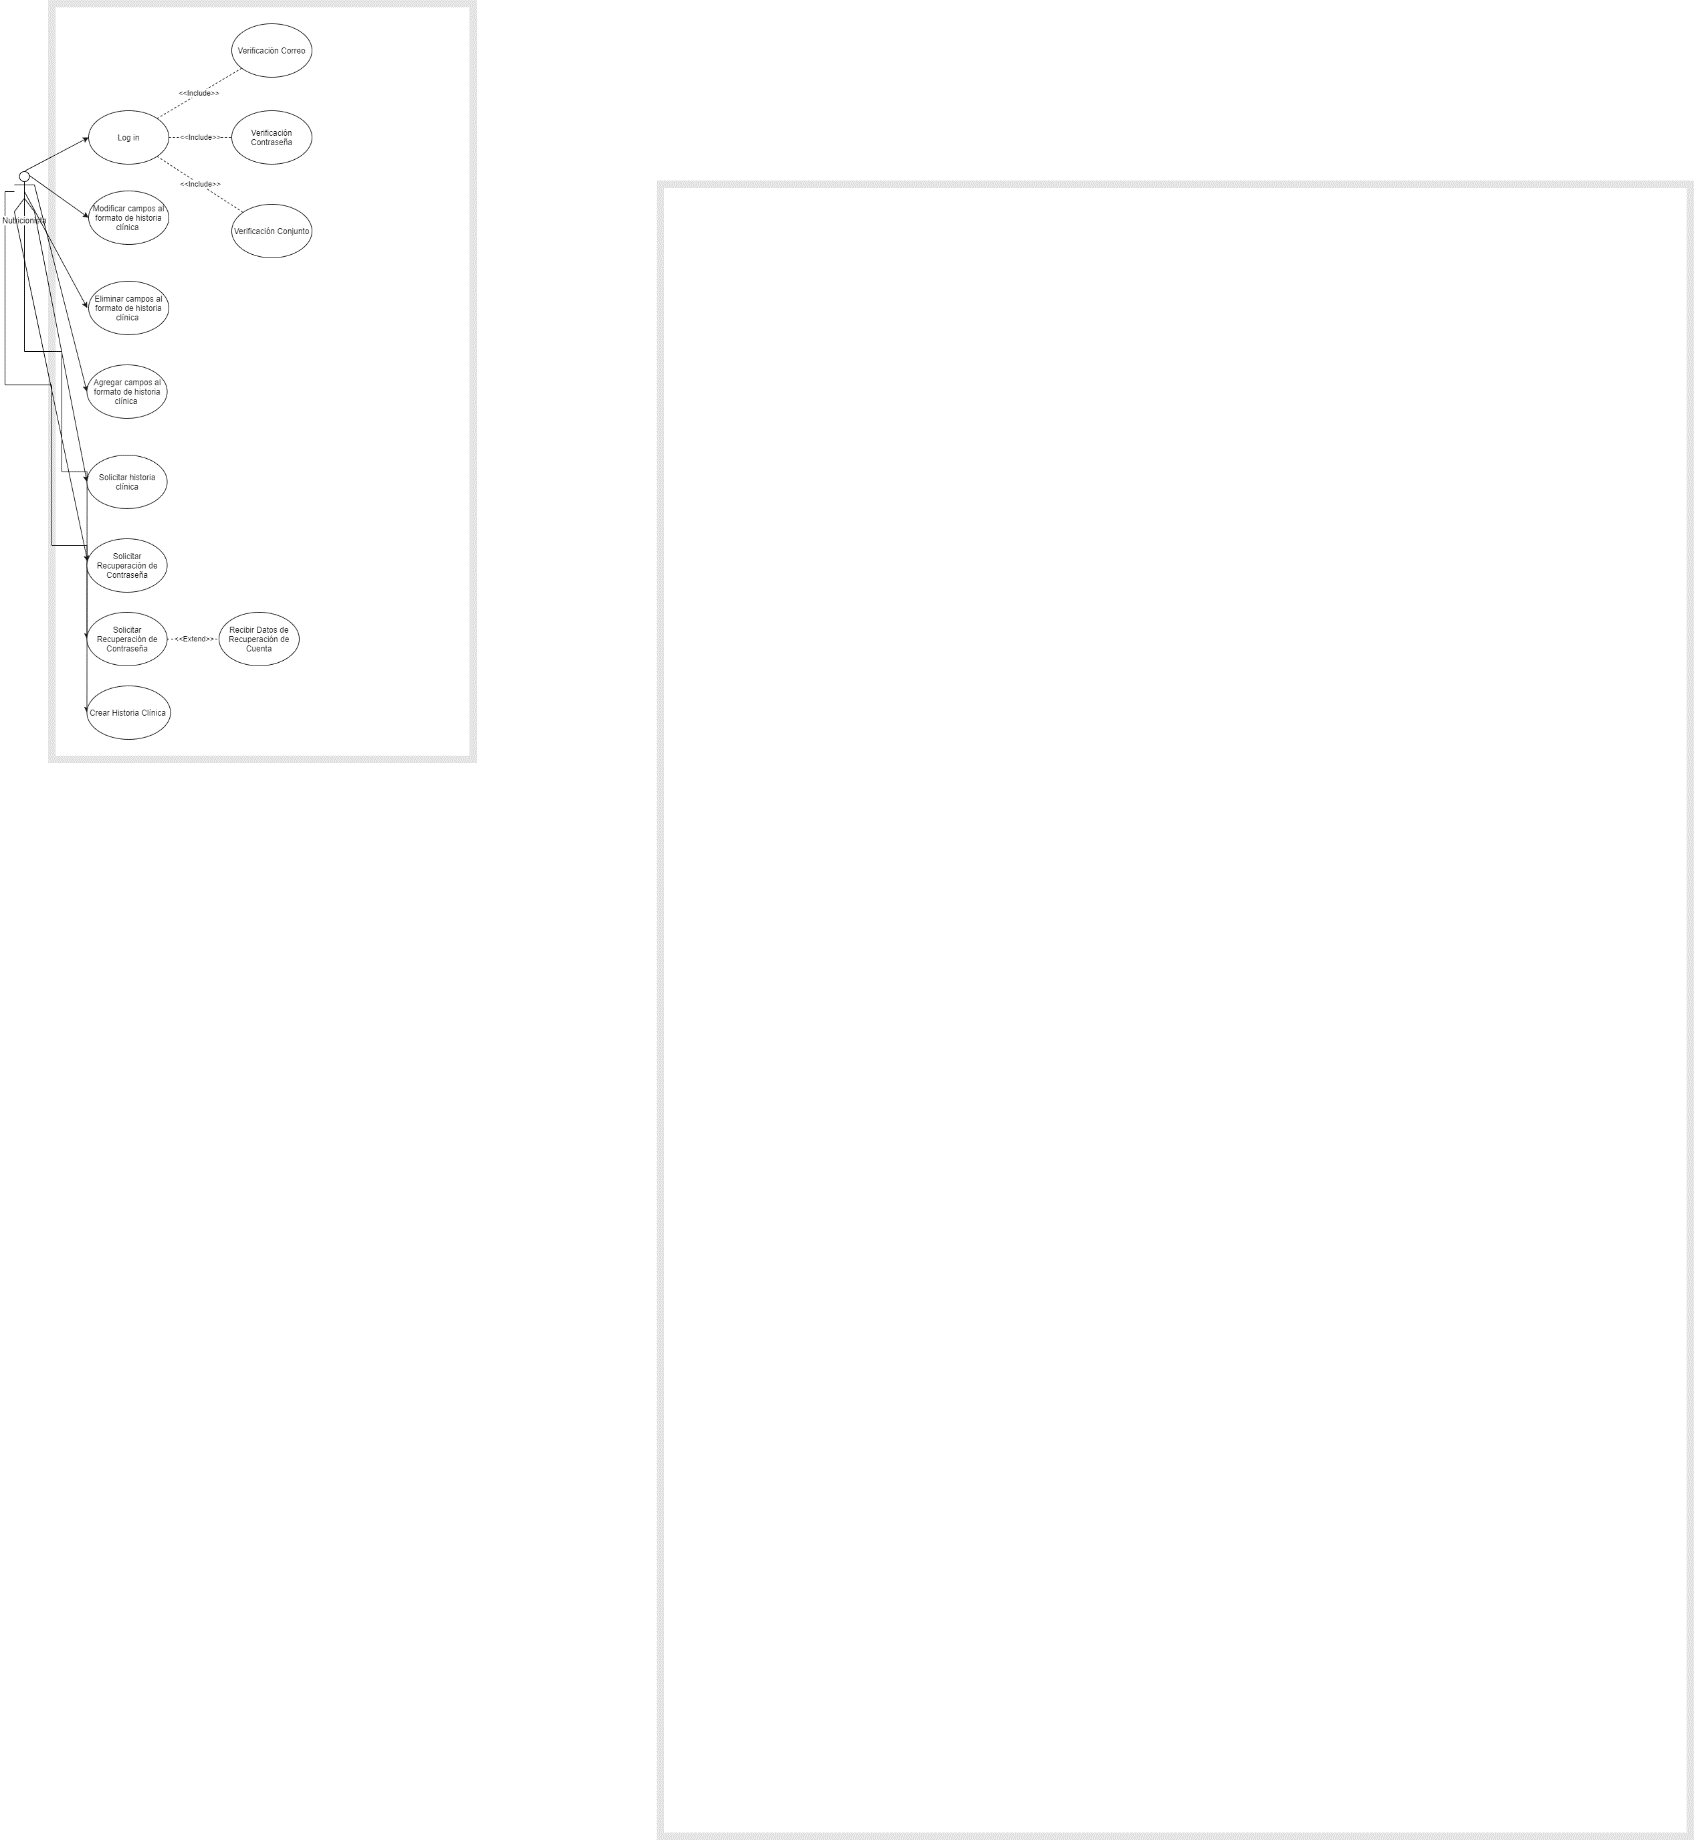 Verificación Correo
<<Include>>
Log in
<<Include>>
Verificación
Contraseña
<<Include>>
Modificar campos al
formato de historia
clínica
Nutricionista
Verificación Conjunto
Eliminar campos al
formato de historia
clínica
Agregar campos al
formato de historia
clínica
Solicitar historia
clínica
Solicitar
Recuperación de
Contraseña
Solicitar
Recuperación de
Contraseña
<<Extend>>
Recibir Datos de
Recuperación de
Cuenta
Crear Historia Clínica